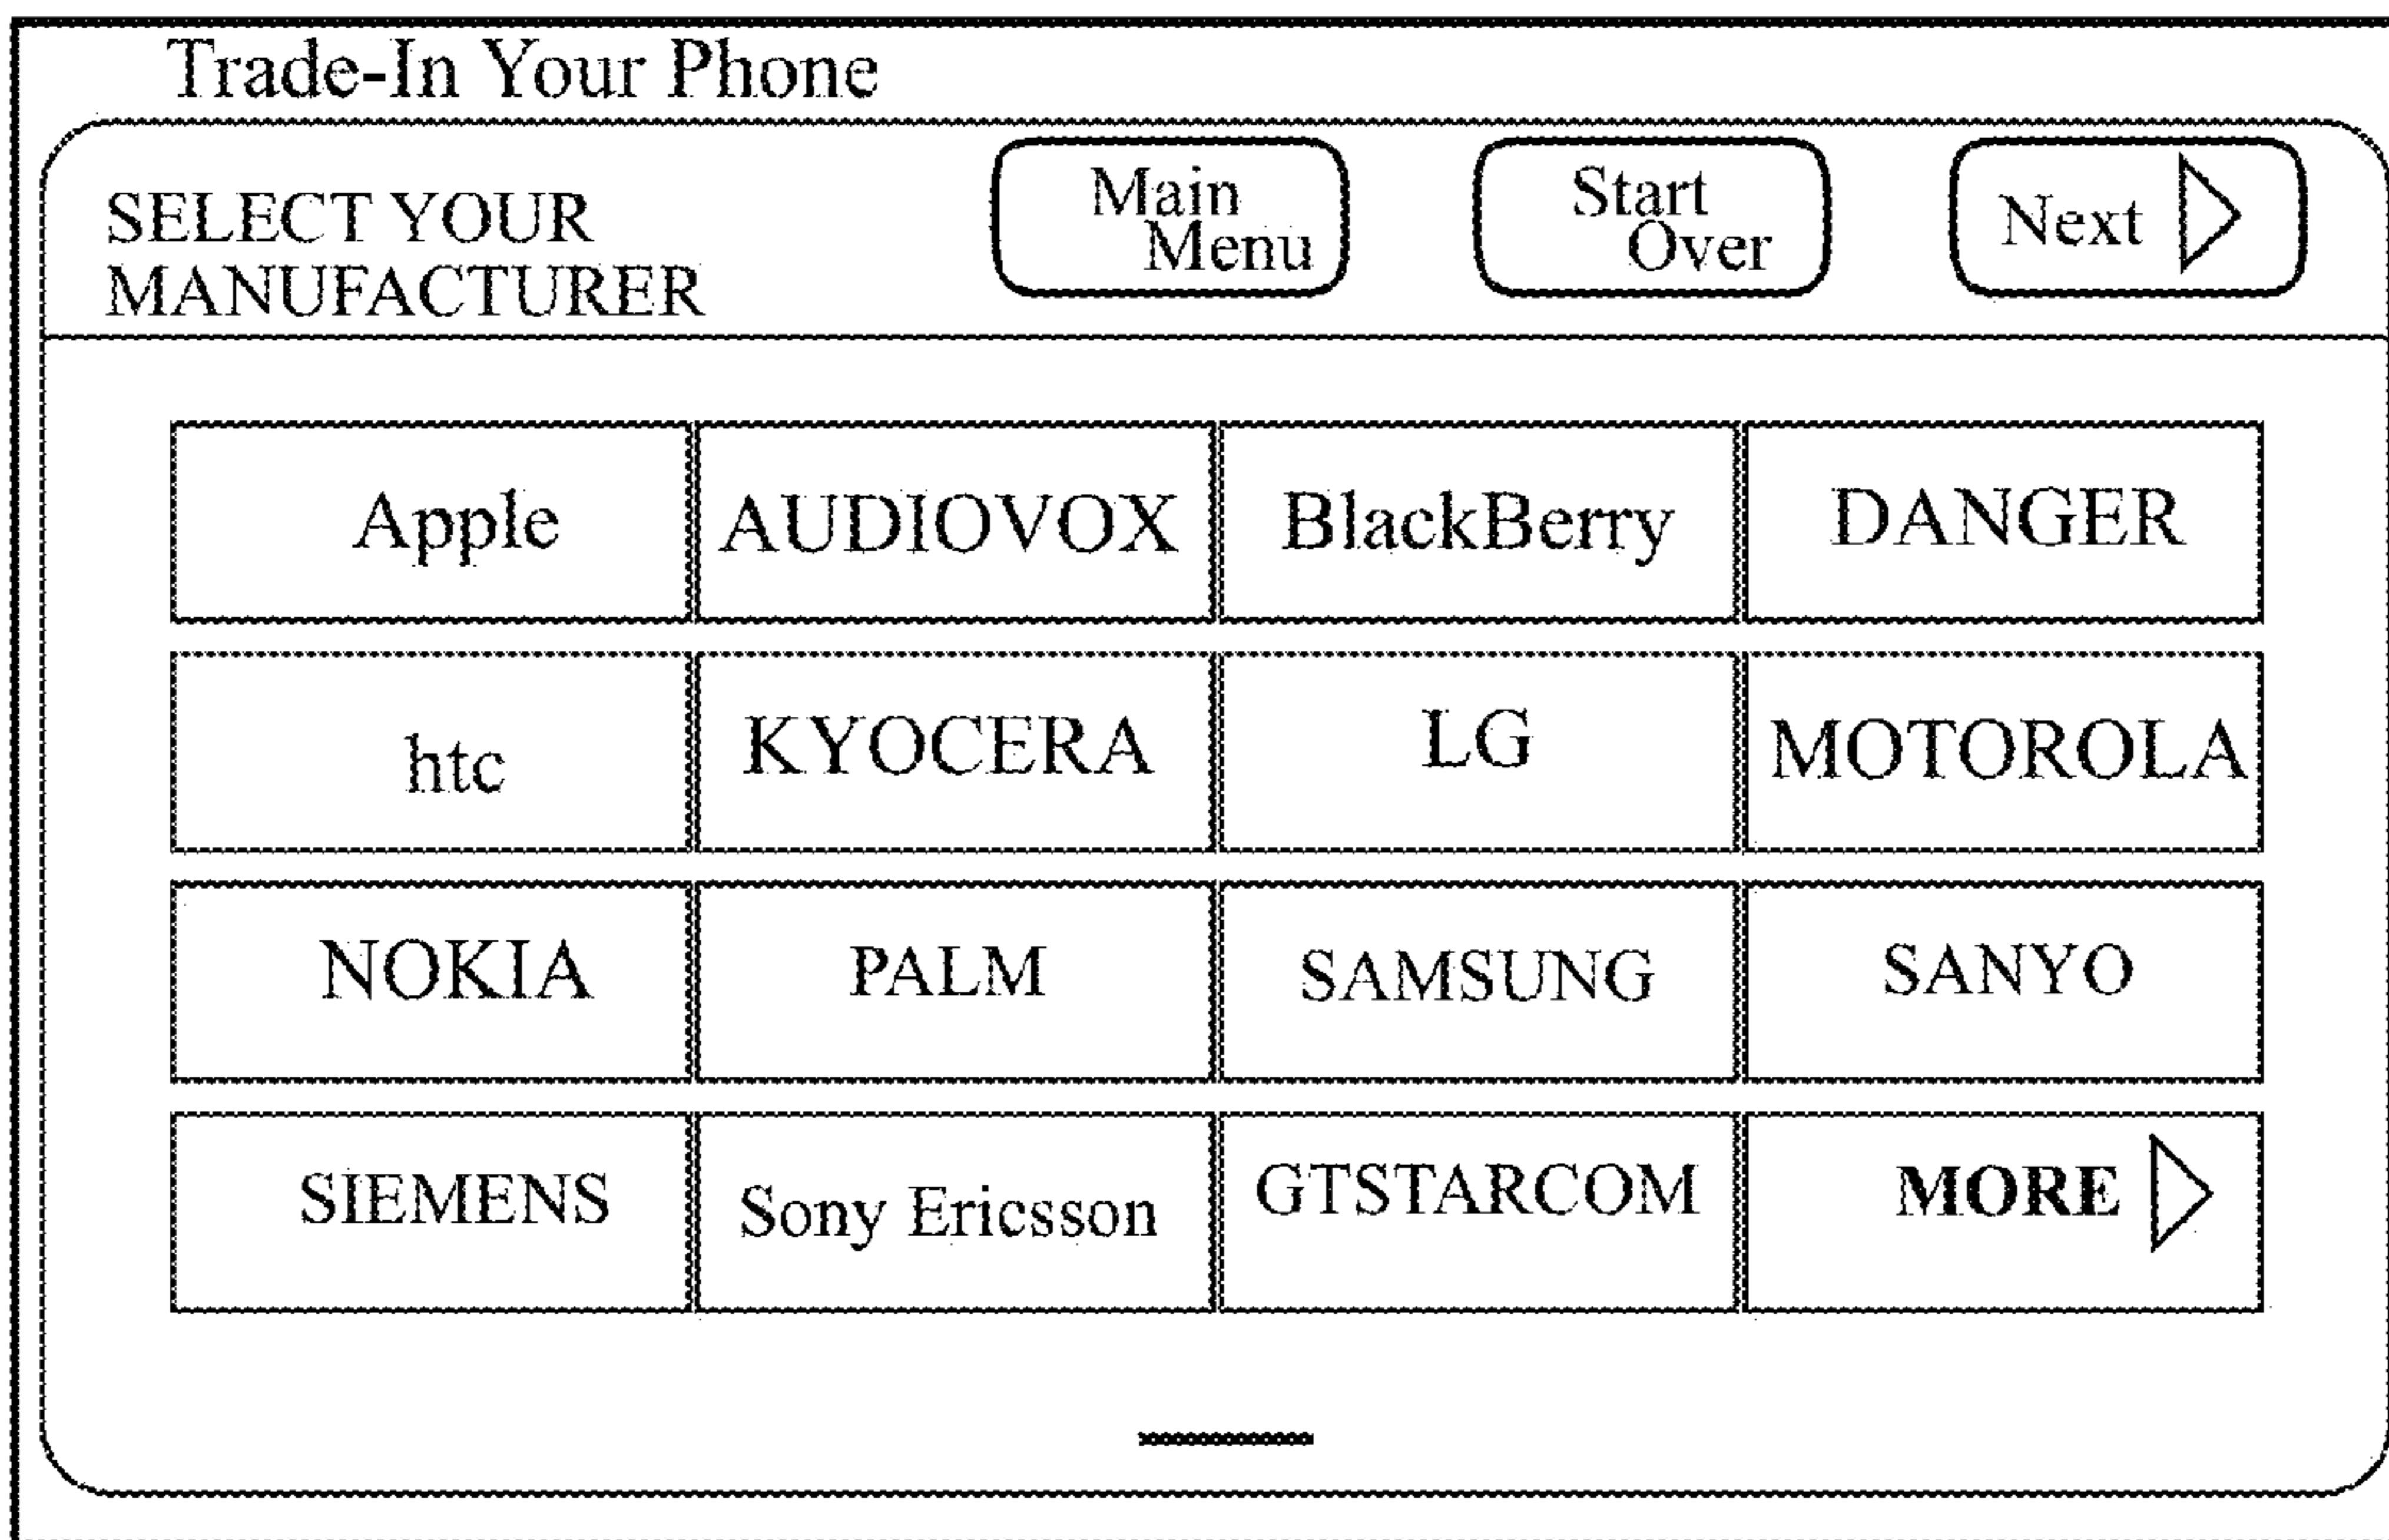 Trade-In Your Phone
SELECT YOUR
MANUFACTURER
Main
Menu
Start
Over
Next
Apple
AUDIOVOX
BlackBerry
DANGER
htc
KYOCERA
LG
MOTOROLA
NOKIA
PALM
SAMSUNG
SANYO
SIEMENS
Sony Ericsson
GTSTARCOM
MORE